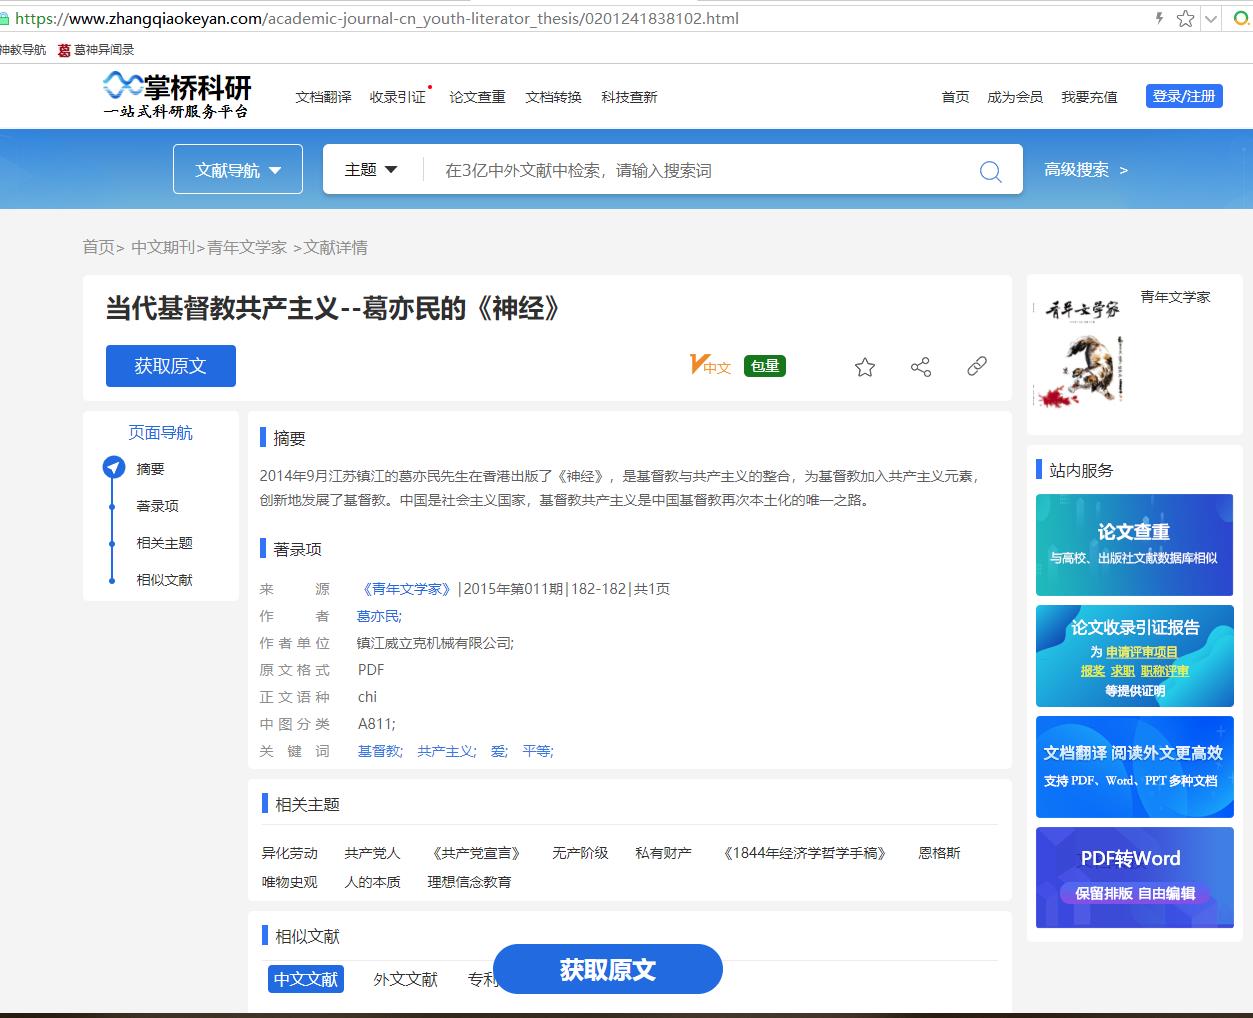 https://www.zhangqiaokeyan.com/academic-journal-cn_youth-literator_thesis/0201241838102.html
神教导航 葛 葛神异闻录
掌桥科研
一站式科研服务平台
文档翻译 收录引证 论文查重 文档转换 科技查新 首页 成为会员 我要充值 登录/注册
文献导航 主题 在3亿中外文献中检索，请输入搜索词 高级搜索 >
首页> 中文期刊>青年文学家 >文献详情
当代基督教共产主义--葛亦民的《神经》
获取原文
V中文 包量
青年文学家
青年文学家
页面导航
摘要
著录项
相关主题
相似文献
摘要
2014年9月江苏镇江的葛亦民先生在香港出版了《神经》，是基督教与共产主义的整合，为基督教加入共产主义元素，
创新地发展了基督教。中国是社会主义国家，基督教共产主义是中国基督教再次本土化的唯一之路。
著录项
来源 《青年文学家》|2015年第011期|182-182|共1页
作者 葛亦民;
作者单位 镇江威立克机械有限公司;
原文格式 PDF
正文语种 chi
中图分类 A811;
关键词 基督教; 共产主义; 爱; 平等;
相关主题
异化劳动 共产党人 《共产党宣言》 无产阶级 私有财产 《1844年经济学哲学手稿》 恩格斯
唯物史观 人的本质 理想信念教育
相似文献
中文文献 外文文献 专利
获取原文
站内服务
论文查重
与高校、出版社文献数据库相似
论文收录引证报告
为 申请评审项目
报奖 求职 职称评审
等提供证明
文档翻译 阅读外文更高效
支持 PDF、Word、PPT 多种文档
PDF转Word
保留排版 自由编辑